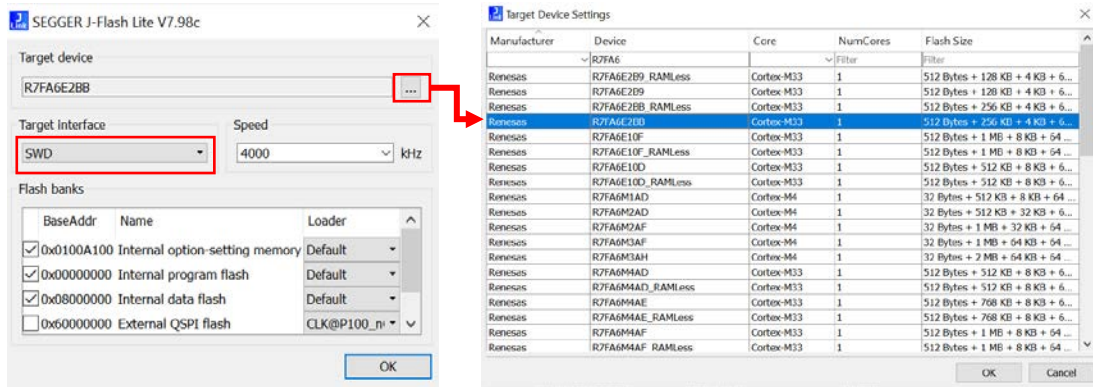 SEGGER J-Flash Lite V7.98c
Target device
R7FA6E2BB
...
Target interface
Speed
SWD
4000
kHz
Flash banks
BaseAddr Name Loader
0x0100A100 Internal option-setting memory Default
0x00000000 Internal program flash Default
0x08000000 Internal data flash Default
0x60000000 External QSPI flash CLK@P100_n
OK
Target Device Settings
Manufacturer Device Core NumCores Flash Size
R7FA6 Filter Filter
Renesas R7FA6E2B9_RAMLess Cortex-M33 1 512 Bytes + 128 KB + 4 KB + 6...
Renesas R7FA6E2B9 Cortex-M33 1 512 Bytes + 128 KB + 4 KB + 6...
Renesas R7FA6E2BB_RAMLess Cortex-M33 1 512 Bytes + 256 KB + 4 KB + 6...
Renesas R7FA6E2BB Cortex-M33 1 512 Bytes + 256 KB + 4 KB + 6...
Renesas R7FA6E10F Cortex-M33 1 512 Bytes + 1 MB + 8 KB + 64 ...
Renesas R7FA6E10F_RAMLess Cortex-M33 1 512 Bytes + 1 MB + 8 KB + 64 ...
Renesas R7FA6E10D Cortex-M33 1 512 Bytes + 512 KB + 8 KB + 6...
Renesas R7FA6E10D_RAMLess Cortex-M33 1 512 Bytes + 512 KB + 8 KB + 6...
Renesas R7FA6M1AD Cortex-M4 1 32 Bytes + 512 KB + 8 KB + 64 ...
Renesas R7FA6M2AD Cortex-M4 1 32 Bytes + 512 KB + 32 KB + 6...
Renesas R7FA6M2AF Cortex-M4 1 32 Bytes + 1 MB + 32 KB + 64 ...
Renesas R7FA6M3AF Cortex-M4 1 32 Bytes + 1 MB + 64 KB + 64 ...
Renesas R7FA6M3AH Cortex-M4 1 32 Bytes + 2 MB + 64 KB + 64 ...
Renesas R7FA6M4AD Cortex-M33 1 512 Bytes + 512 KB + 8 KB + 6...
Renesas R7FA6M4AD_RAMLess Cortex-M33 1 512 Bytes + 512 KB + 8 KB + 6...
Renesas R7FA6M4AE Cortex-M33 1 512 Bytes + 768 KB + 8 KB + 6...
Renesas R7FA6M4AE_RAMLess Cortex-M33 1 512 Bytes + 768 KB + 8 KB + 6...
Renesas R7FA6M4AF Cortex-M33 1 512 Bytes + 1 MB + 8 KB + 64 ...
Renesas R7FA6M4AF_RAMLess Cortex-M33 1 512 Bytes + 1 MB + 8 KB + 64 ...
OK Cancel